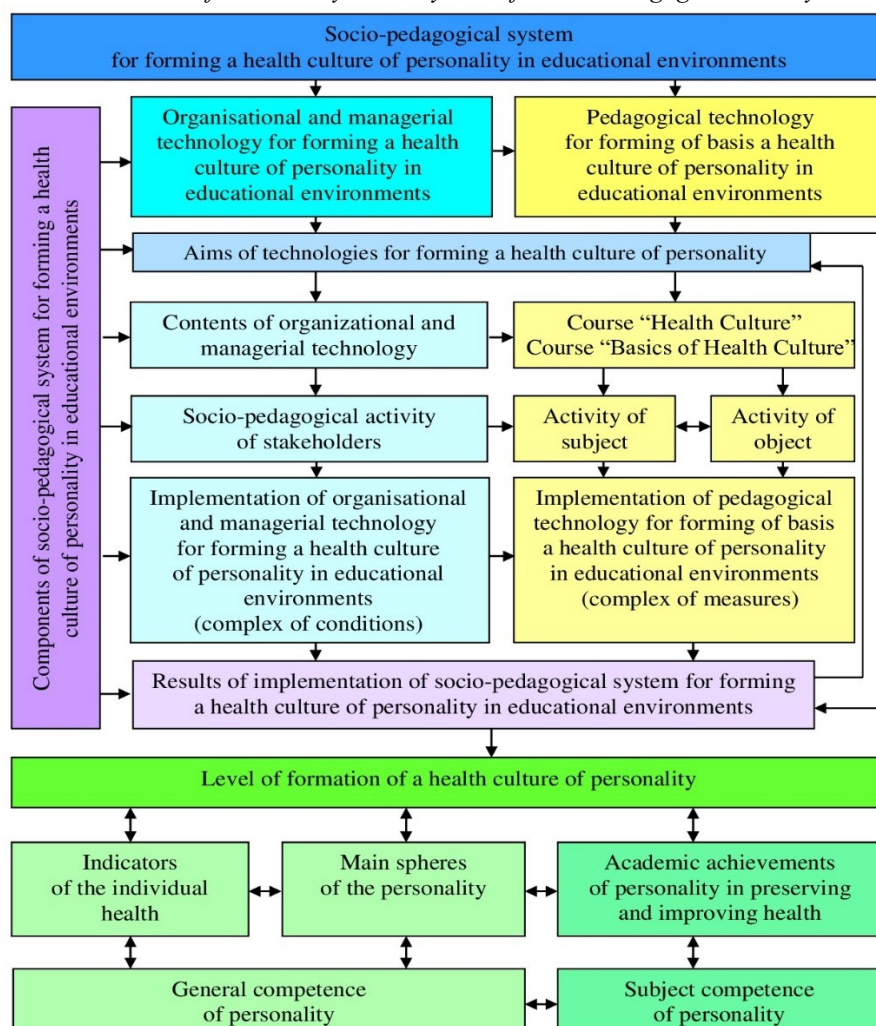 Socio-pedagogical system
for forming a health culture of personality in educational environments
Components of socio-pedagogical system for forming a health
culture of personality in educational environments
Organisational and managerial
technology for forming a health
culture of personality in
educational environments
Pedagogical technology
for forming of basis a health
culture of personality in
educational environments
Aims of technologies for forming a health culture of personality
Contents of organizational and
managerial technology
Course “Health Culture”
Course “Basics of Health Culture”
Socio-pedagogical activity
of stakeholders
Activity of
subject
Activity of
object
Implementation of organisational
and managerial technology
for forming a health culture
of personality in educational
environments
(complex of conditions)
Implementation of pedagogical
technology for forming of basis
a health culture of personality
in educational environments
(complex of measures)
Results of implementation of socio-pedagogical system for forming
a health culture of personality in educational environments
Level of formation of a health culture of personality
Indicators
of the individual
health
Main spheres
of the personality
Academic achievements
of personality in preserving
and improving health
General competence
of personality
Subject competence
of personality